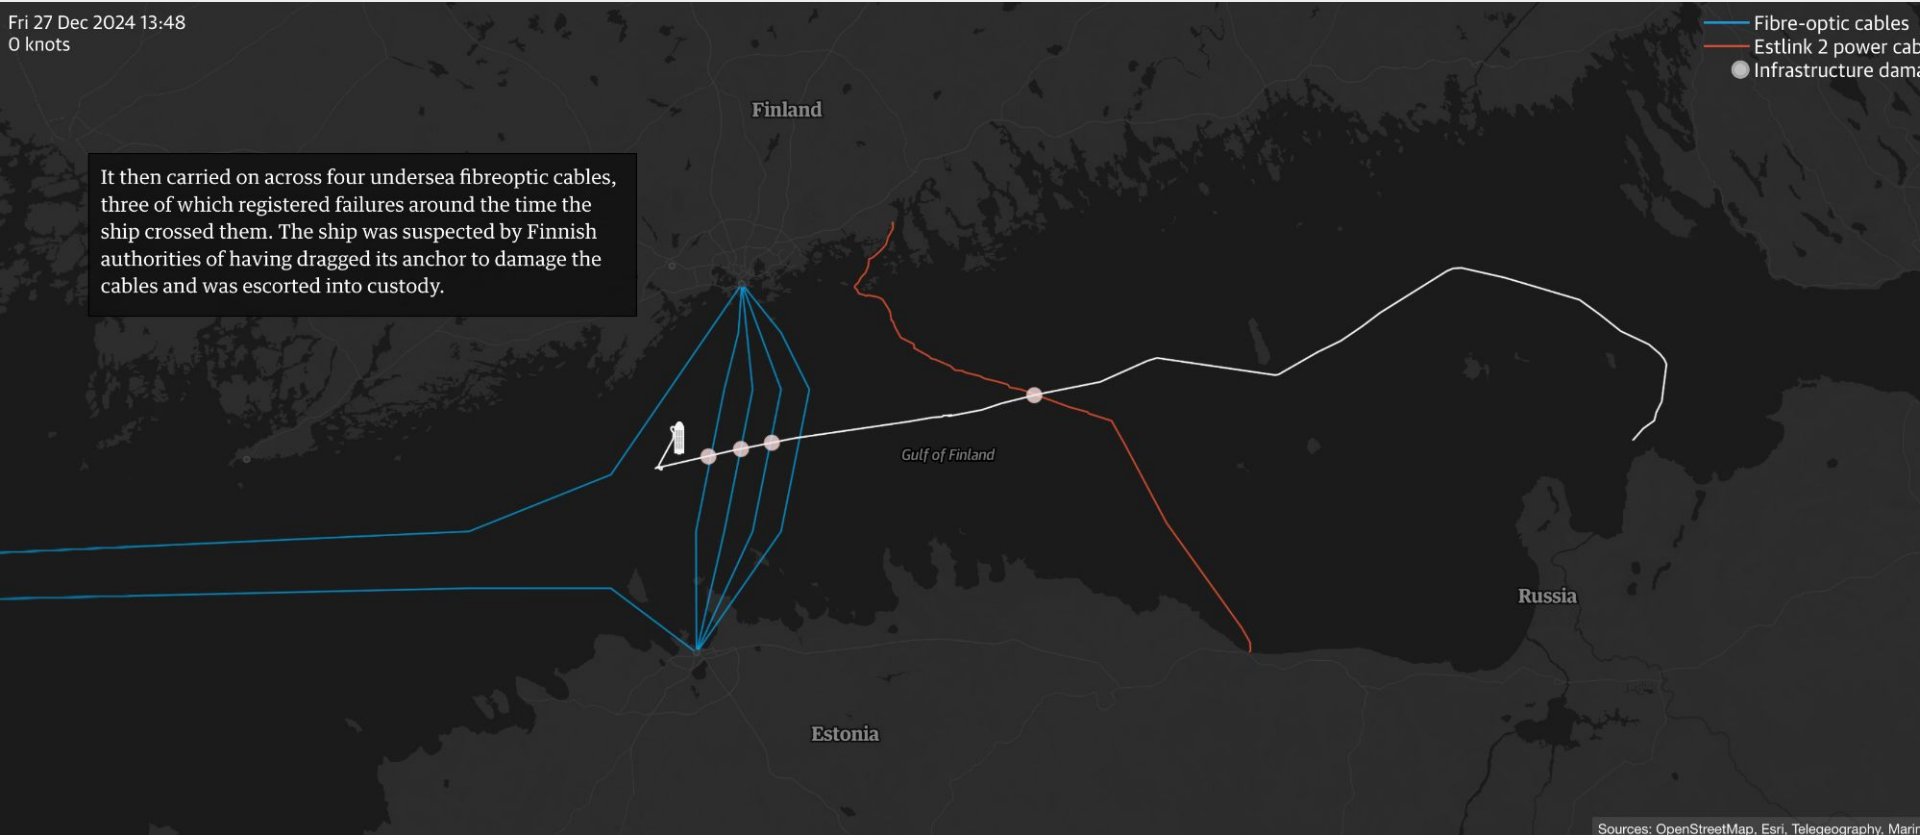 Fri 27 Dec 2024 13:48
0 knots
Fibre-optic cables
Estlink 2 power cab
Infrastructure dama
Finland
It then carried on across four undersea fibreoptic cables,
three of which registered failures around the time the
ship crossed them. The ship was suspected by Finnish
authorities of having dragged its anchor to damage the
cables and was escorted into custody.
Gulf of Finland
Russia
Estonia
Sources: OpenStreetMap, Esri, Telegeography, Marin